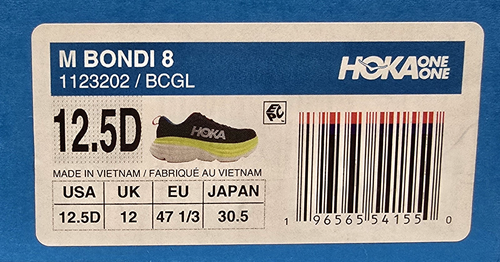 M BONDI 8
1123202 / BCGL
HOKA ONE ONE
12.5D
HOKA
EAC
MADE IN VIETNAM / FABRIQUÉ AU VIETNAM
USA UK EU JAPAN
12.5D 12 47 1/3 30.5
1 96565 54155 0